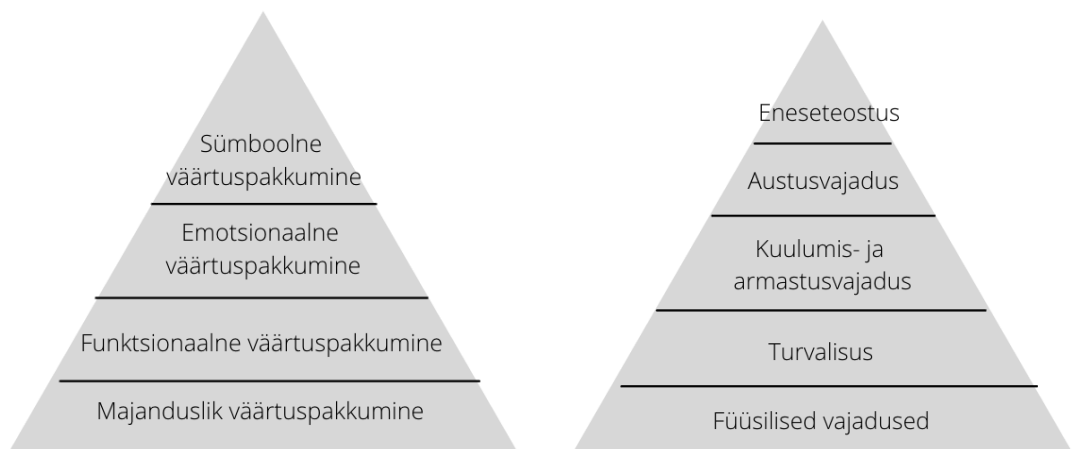 Sümboolne
väärtuspakkumine
Emotsionaalne
väärtuspakkumine
Funktsionaalne väärtuspakkumine
Majanduslik väärtuspakkumine
Eneseteostus
Austusvajadus
Kuulumis- ja
armastusvajadus
Turvalisus
Füüsilised vajadused